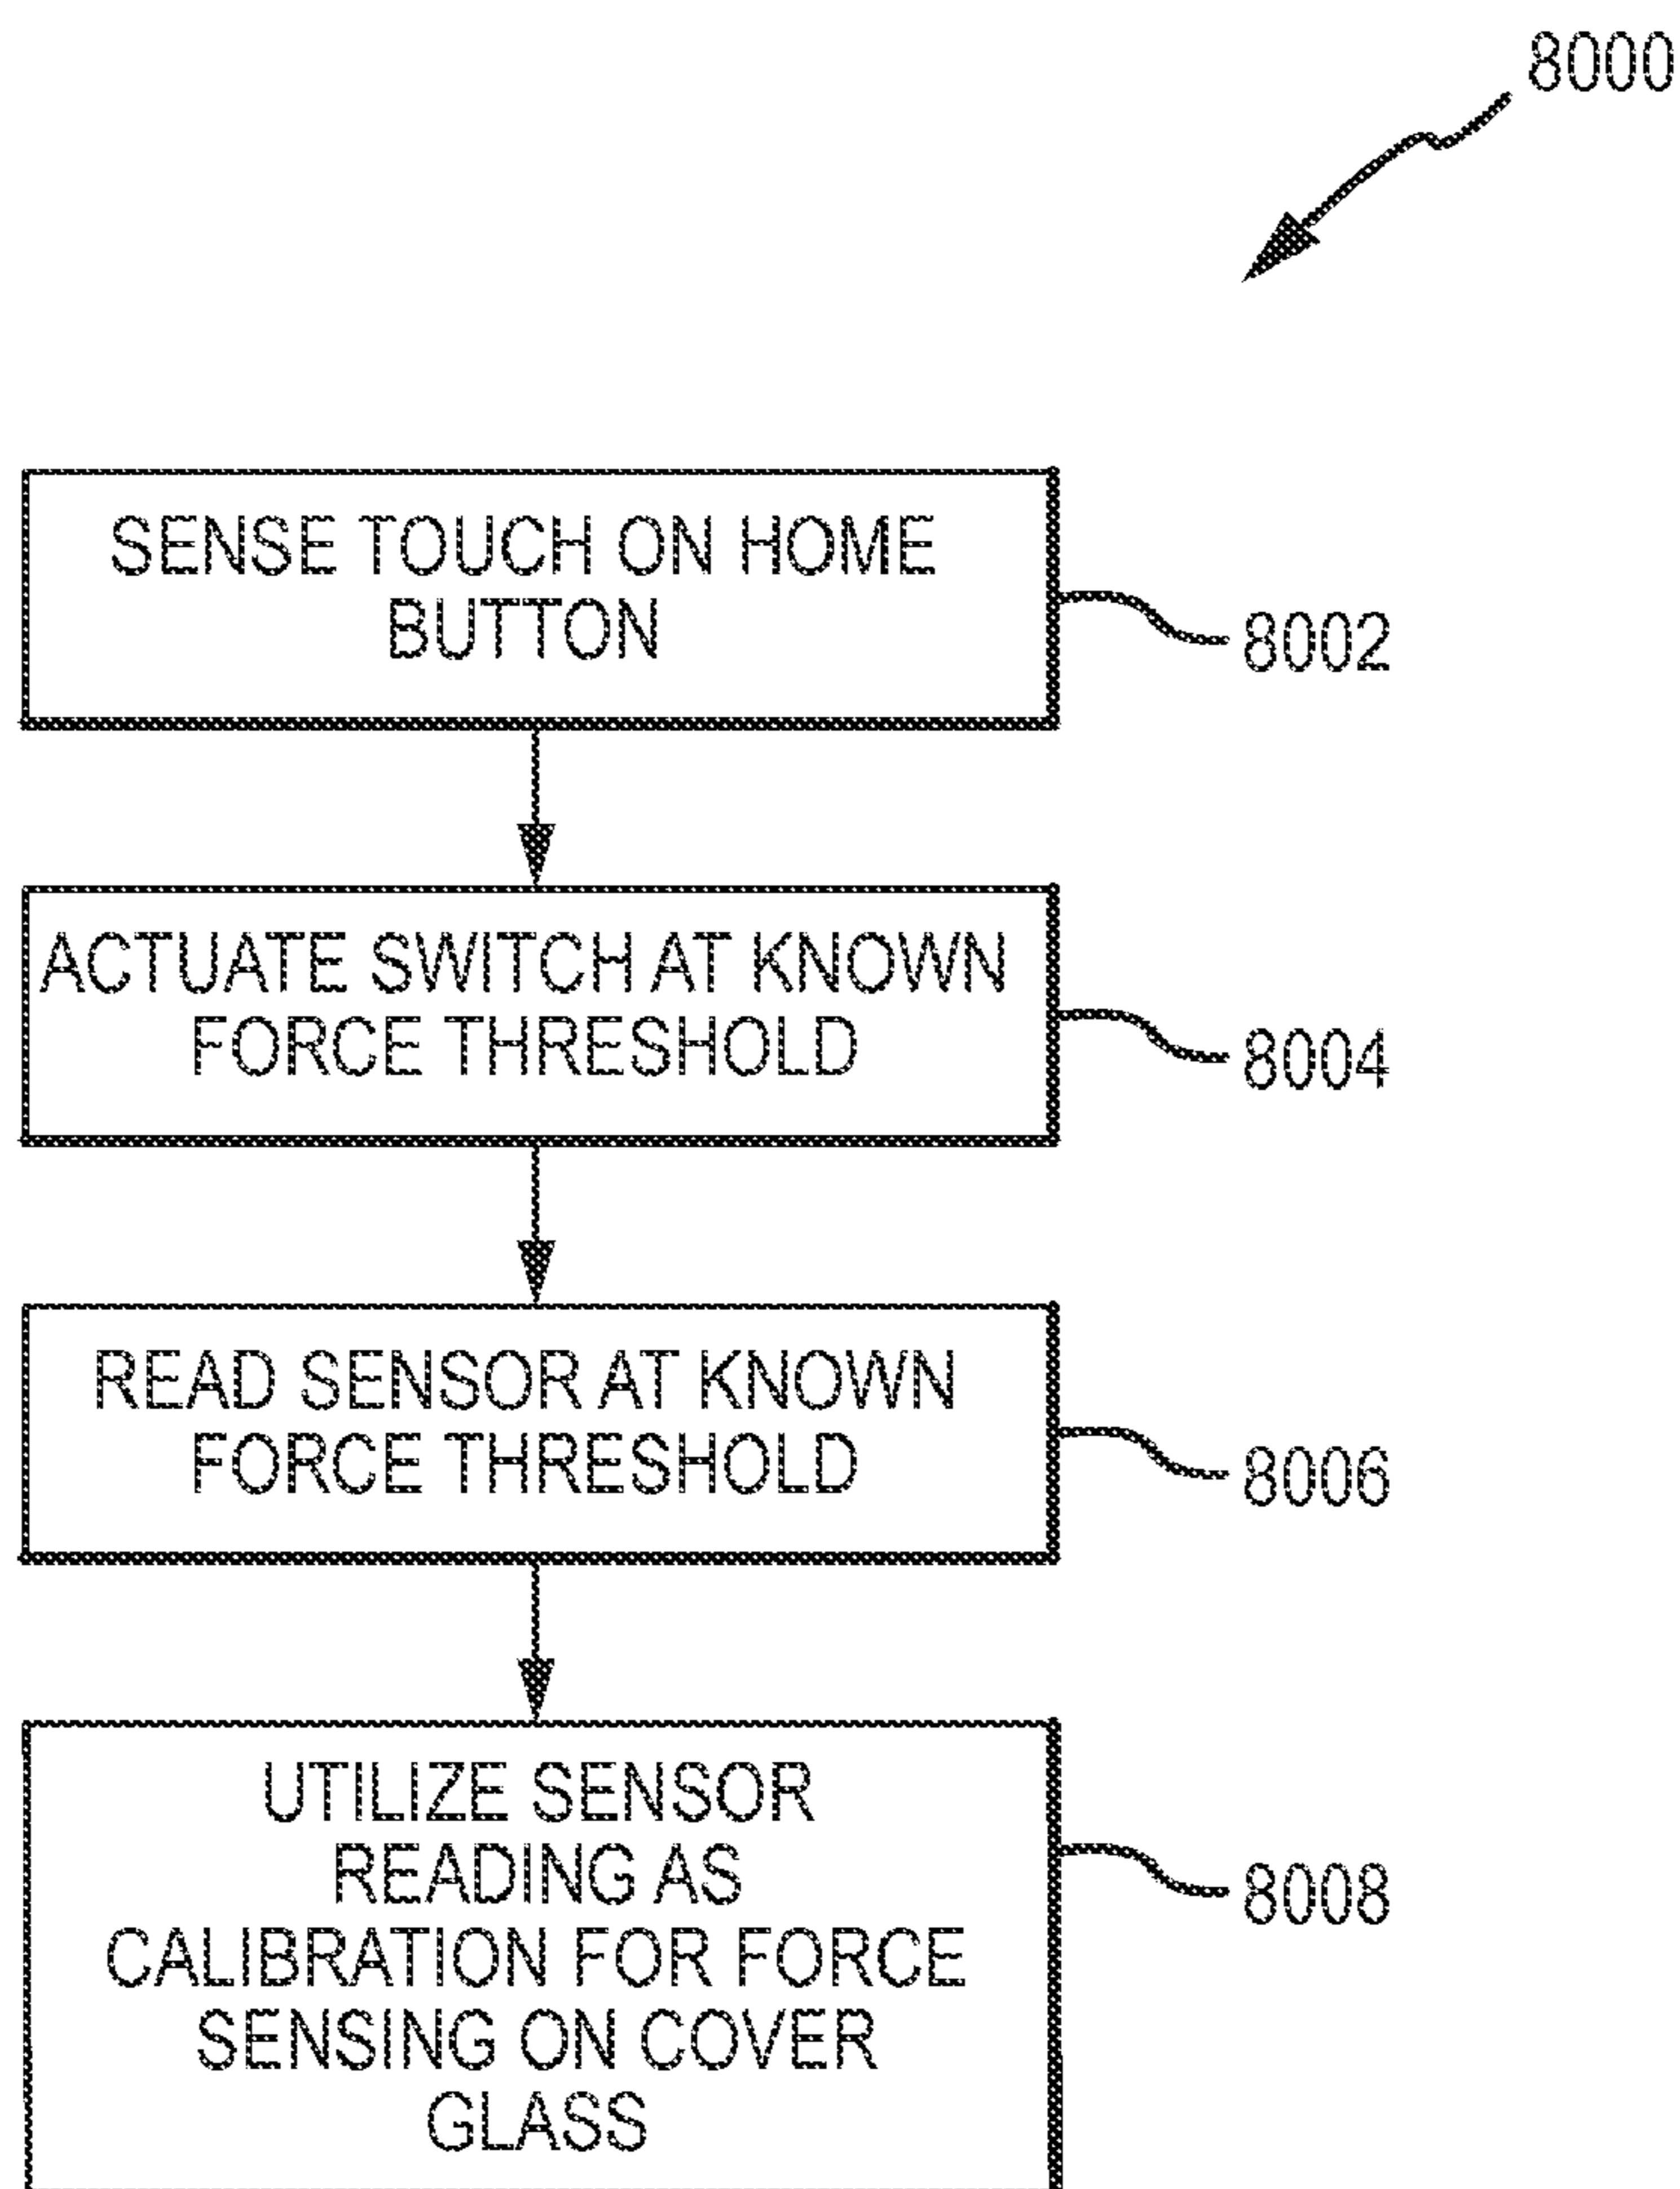 8000
SENSE TOUCH ON HOME
BUTTON
8002
ACTUATE SWITCH AT KNOWN
FORCE THRESHOLD
8004
READ SENSOR AT KNOWN
FORCE THRESHOLD
8006
UTILIZE SENSOR
READING AS
CALIBRATION FOR FORCE
SENSING ON COVER
GLASS
8008